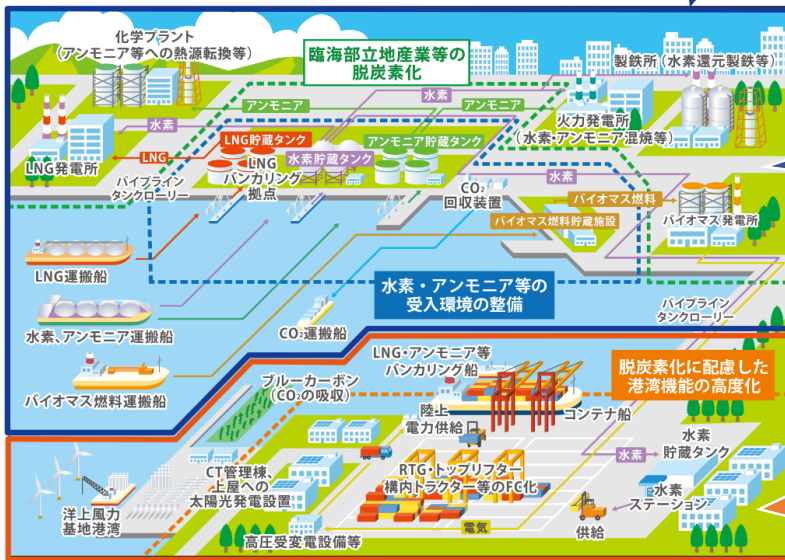 化学プラント
(アンモニア等への熱源転換等)
臨海部立地産業等の
脱炭素化
製鉄所(水素還元製鉄等)
アンモニア
アンモニア
水素
水素
火力発電所
(水素・アンモニア混焼等)
LNG貯蔵タンク
アンモニア貯蔵タンク
水素貯蔵タンク
LNG
LNG発電所
LNG
バンカリング
拠点
パイプライン
タンクローリー
CO₂
回収装置
水素
バイオマス燃料
バイオマス燃料貯蔵施設
バイオマス発電所
LNG運搬船
水素・アンモニア等の
受入環境の整備
水素、アンモニア運搬船
CO₂運搬船
パイプライン
タンクローリー
バイオマス燃料運搬船
LNG・アンモニア等
バンカリング船
脱炭素化に配慮した
港湾機能の高度化
ブルーカーボン
(CO₂の吸収)
陸上
電力供給
コンテナ船
水素
貯蔵タンク
水素
CT管理棟、
上屋への
太陽光発電設置
RTG・トップリフター
構内トラクター等のFC化
水素
ステーション
洋上風力
基地港湾
電気
供給
高圧受変電設備等